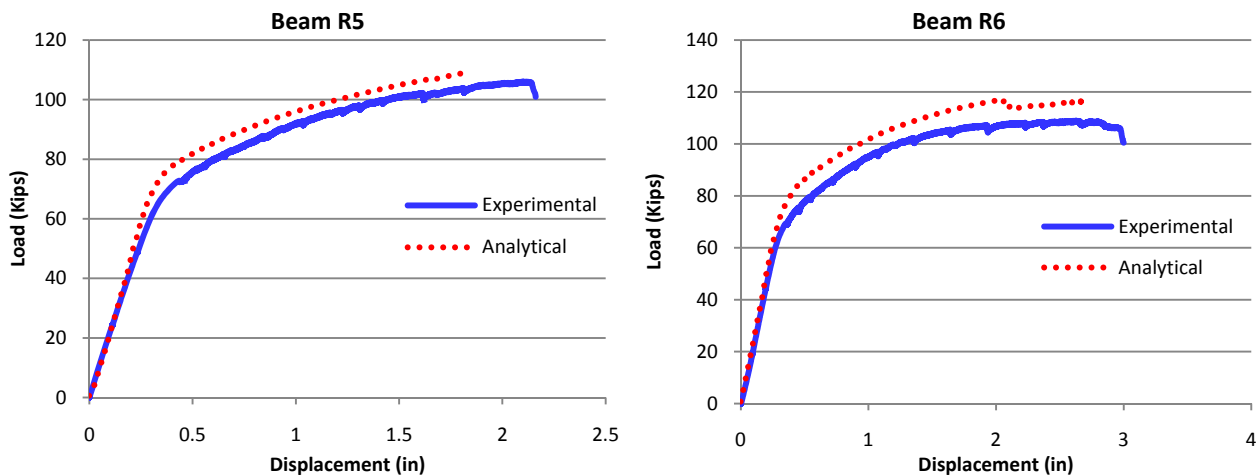 Beam R5
120
100
80
60
40
20
0
Load (Kips)
Experimental
Analytical
0 0.5 1 1.5 2 2.5
Displacement (in)
Beam R6
140
120
100
80
60
40
20
0
Load (Kips)
Experimental
Analytical
0 1 2 3 4
Displacement (in)